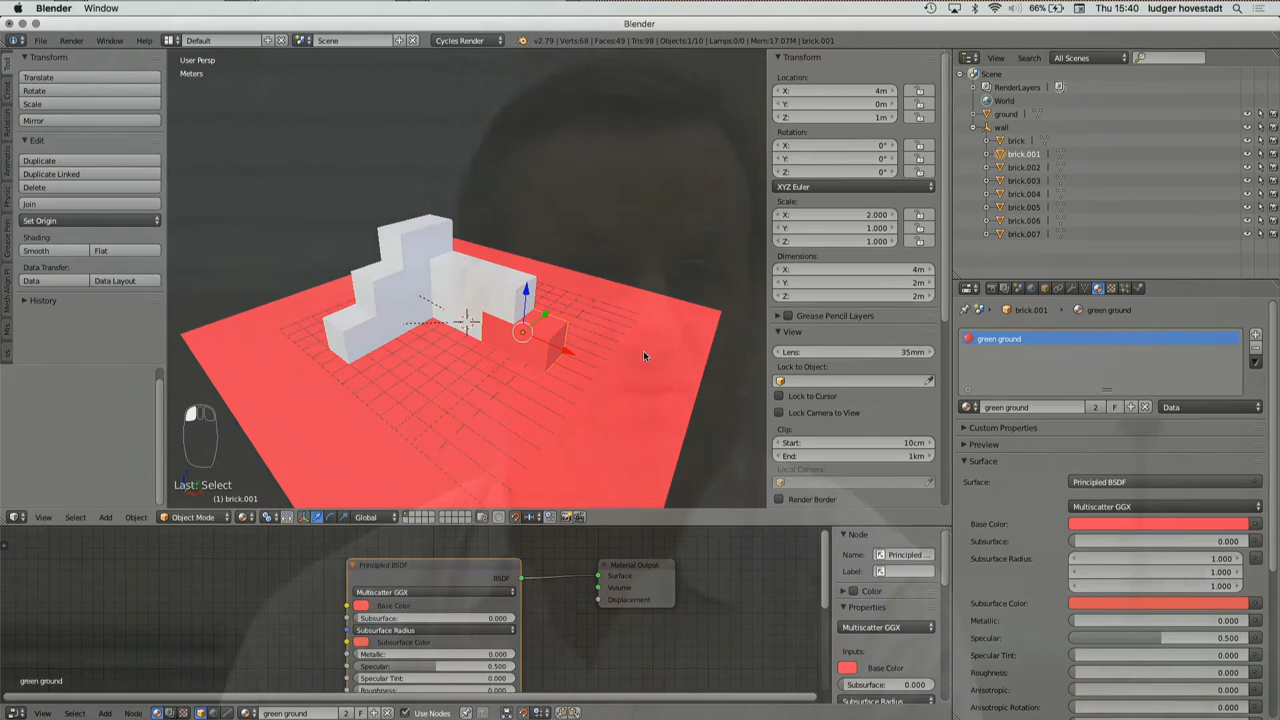 Blender Window 66% Thu 15:40 ludger hovestadt
Blender
File Render Window Help Default Scene Cycles Render v2.79 | Verts:68 | Faces:49 | Tris:98 | Objects:1/10 | Lamps:0/0 | Mem:17.07M | brick.001
Transform
Translate
Rotate
Scale
Mirror
Edit
Duplicate
Duplicate Linked
Delete
Join
Set Origin
Shading:
Smooth Flat
Data Transfer:
Data Data Layout
History
User Persp
Meters
Last: Select
(1) brick.001
Transform
Location:
X: 4m
Y: 0m
Z: 1m
Rotation:
X: 0°
Y: 0°
Z: 0°
XYZ Euler
Scale:
X: 2.000
Y: 1.000
Z: 1.000
Dimensions:
X: 4m
Y: 2m
Z: 2m
Grease Pencil Layers
View
Lens: 35mm
Lock to Object:
Lock to Cursor
Lock Camera to View
Clip:
Start: 10cm
End: 1km
Local Camera:
Render Border
View Search All Scenes
Scene
RenderLayers
World
ground
wall
brick
brick.001
brick.002
brick.003
brick.004
brick.005
brick.006
brick.007
brick.001 green ground
green ground
green ground 2 F Data
Custom Properties
Preview
Surface
Surface: Principled BSDF
Multiscatter GGX
Base Color:
Subsurface: 0.000
Subsurface Radius: 1.000
1.000
1.000
Subsurface Color:
Metallic: 0.000
Specular: 0.500
Specular Tint: 0.000
Roughness: 0.000
Anisotropic: 0.000
Anisotropic Rotation: 0.000
View Select Add Object Object Mode Global
Principled BSDF
BSDF
Multiscatter GGX
Base Color
Subsurface: 0.000
Subsurface Radius
Subsurface Color
Metallic: 0.000
Specular: 0.500
Specular Tint: 0.000
Roughness: 0.000
Material Output
Surface
Volume
Displacement
Node
Name: Principled ...
Label:
Color
Properties
Multiscatter GGX
Inputs:
Base Color
Subsurface: 0.000
Subsurface Radius
green ground
View Select Add Node green ground 2 F Use Nodes